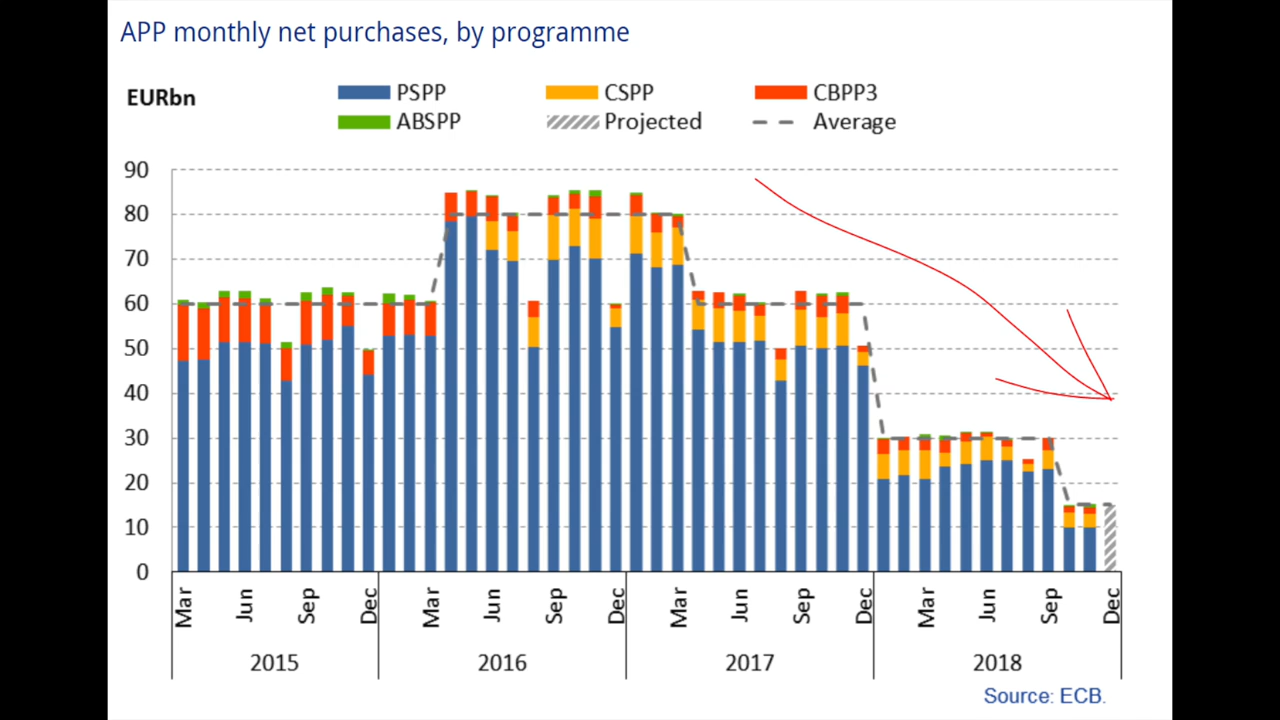 APP monthly net purchases, by programme
EURbn
PSPP CSPP CBPP3
ABSPP Projected Average
90
80
70
60
50
40
30
20
10
0
Mar Jun Sep Dec Mar Jun Sep Dec Mar Jun Sep Dec Mar Jun Sep Dec
2015 2016 2017 2018
Source: ECB.